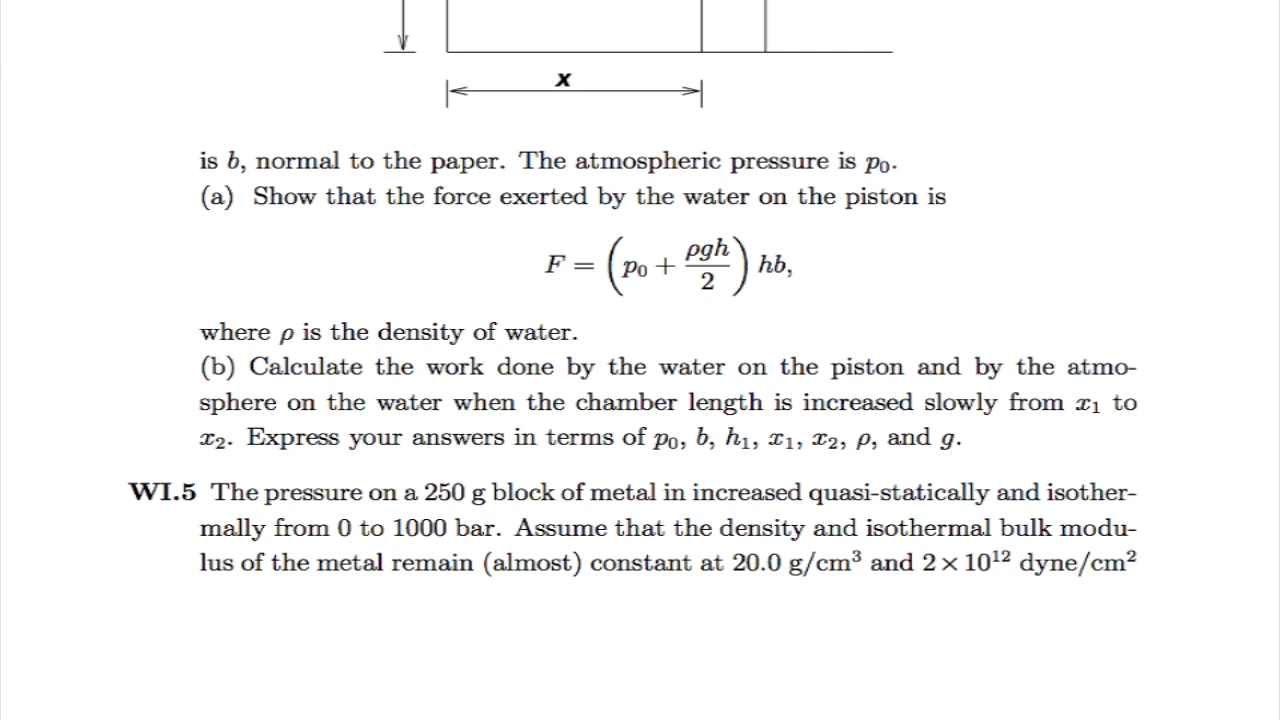 x
is b, normal to the paper. The atmospheric pressure is p₀.
(a) Show that the force exerted by the water on the piston is
F = (p₀ + ρgh/2) hb,
where ρ is the density of water.
(b) Calculate the work done by the water on the piston and by the atmo-
sphere on the water when the chamber length is increased slowly from x₁ to
x₂. Express your answers in terms of p₀, b, h₁, x₁, x₂, ρ, and g.
WI.5 The pressure on a 250 g block of metal in increased quasi-statically and isother-
mally from 0 to 1000 bar. Assume that the density and isothermal bulk modu-
lus of the metal remain (almost) constant at 20.0 g/cm³ and 2 × 10¹² dyne/cm²